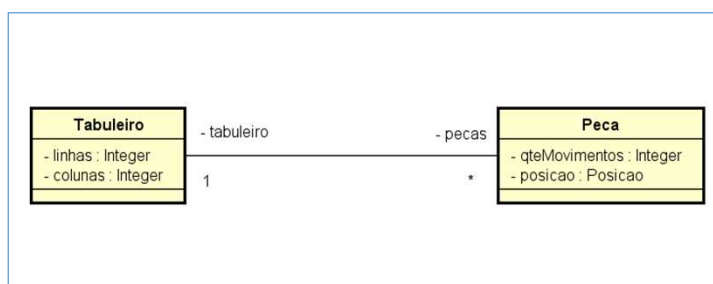 Tabuleiro
- linhas : Integer
- colunas : Integer
- tabuleiro
1
- pecas
*
Peca
- qteMovimentos : Integer
- posicao : Posicao